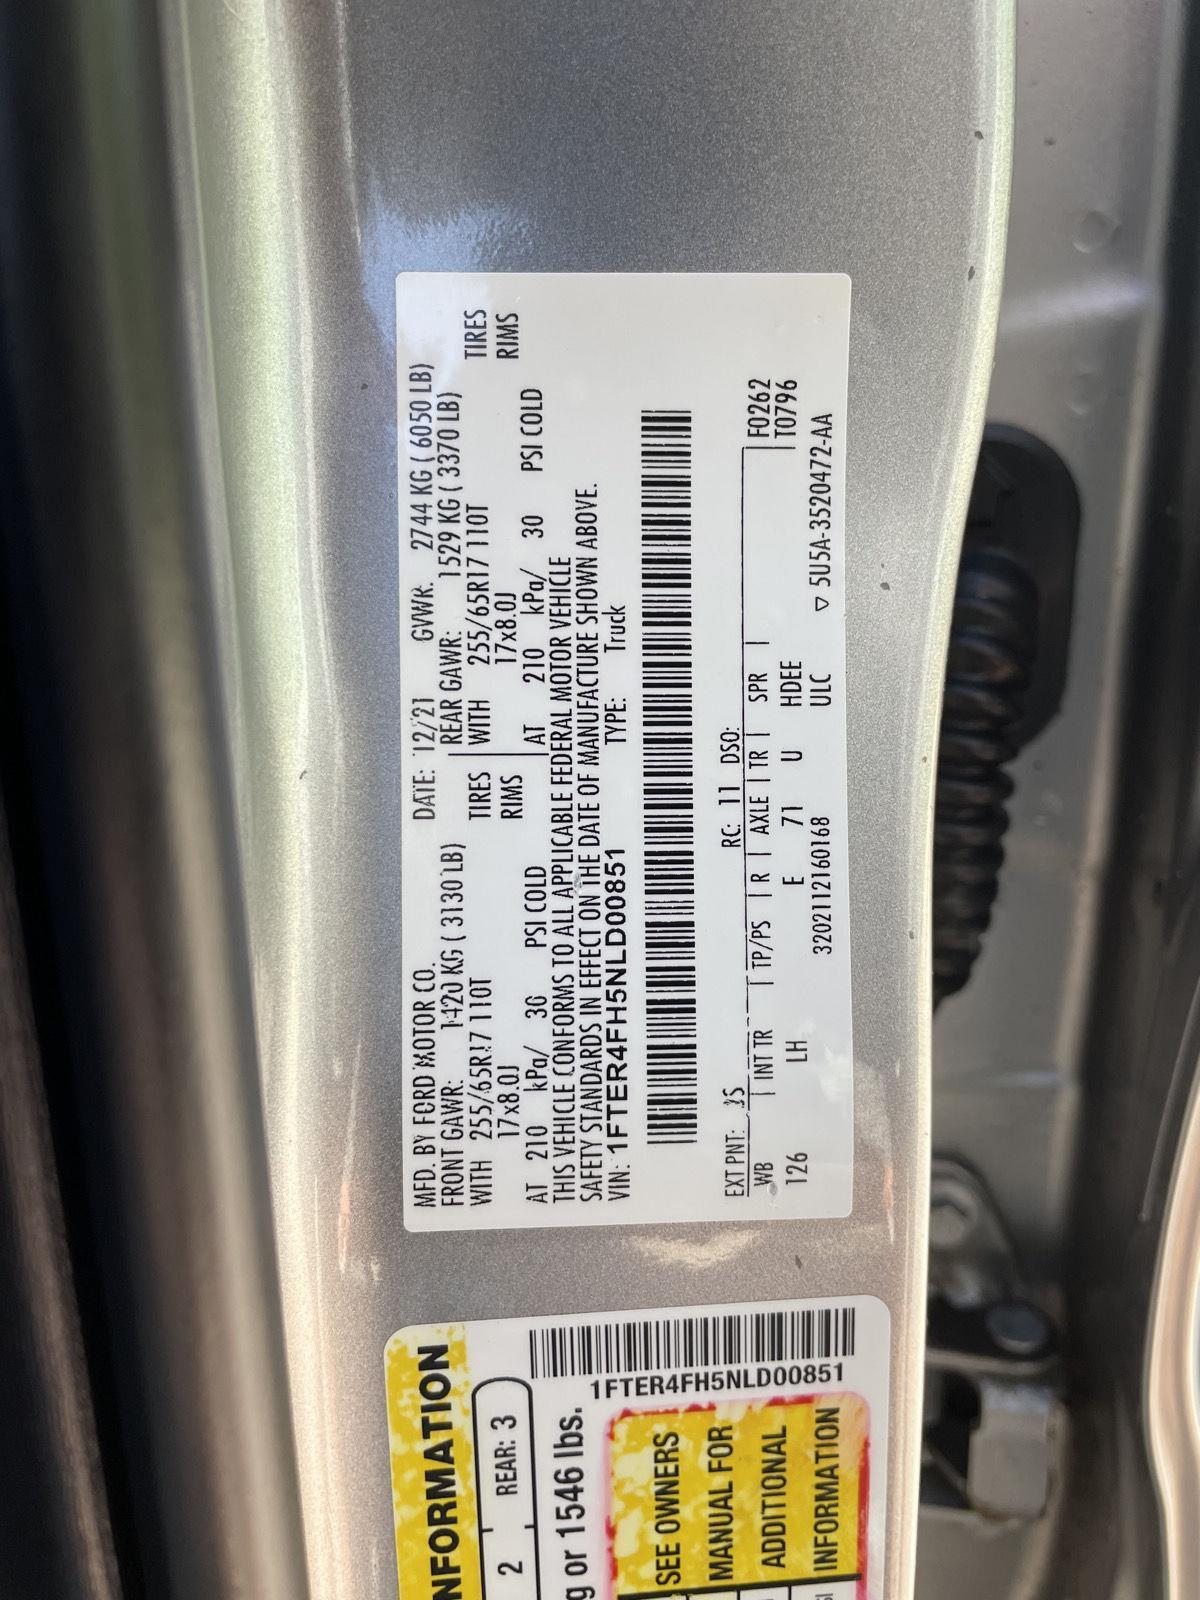 MFD. BY FORD MOTOR CO.
DATE: 12/21 GVWR: 2744 KG ( 6050 LB)
FRONT GAWR: 1420 KG ( 3130 LB)
REAR GAWR: 1529 KG ( 3370 LB)
WITH 255/65R17 110T TIRES
WITH 255/65R17 110T TIRES
17x8.0J RIMS
17x8.0J RIMS
AT 210 kPa/ 30 PSI COLD
AT 210 kPa/ 30 PSI COLD
THIS VEHICLE CONFORMS TO ALL APPLICABLE FEDERAL MOTOR VEHICLE
SAFETY STANDARDS IN EFFECT ON THE DATE OF MANUFACTURE SHOWN ABOVE.
VIN: 1FTER4FH5NLD00851 TYPE: Truck
EXT PNT: RC: 11 DSO:
WB | INT TR | TP/PS | R | AXLE | TR | SPR | F0262
126 LH E 71 U HDEE T0796
3202112160168 ULC ▽ 5U5A-3520472-AA
NFORMATION
2 REAR: 3
1FTER4FH5NLD00851
g or 1546 lbs.
SEE OWNERS
MANUAL FOR
ADDITIONAL
INFORMATION